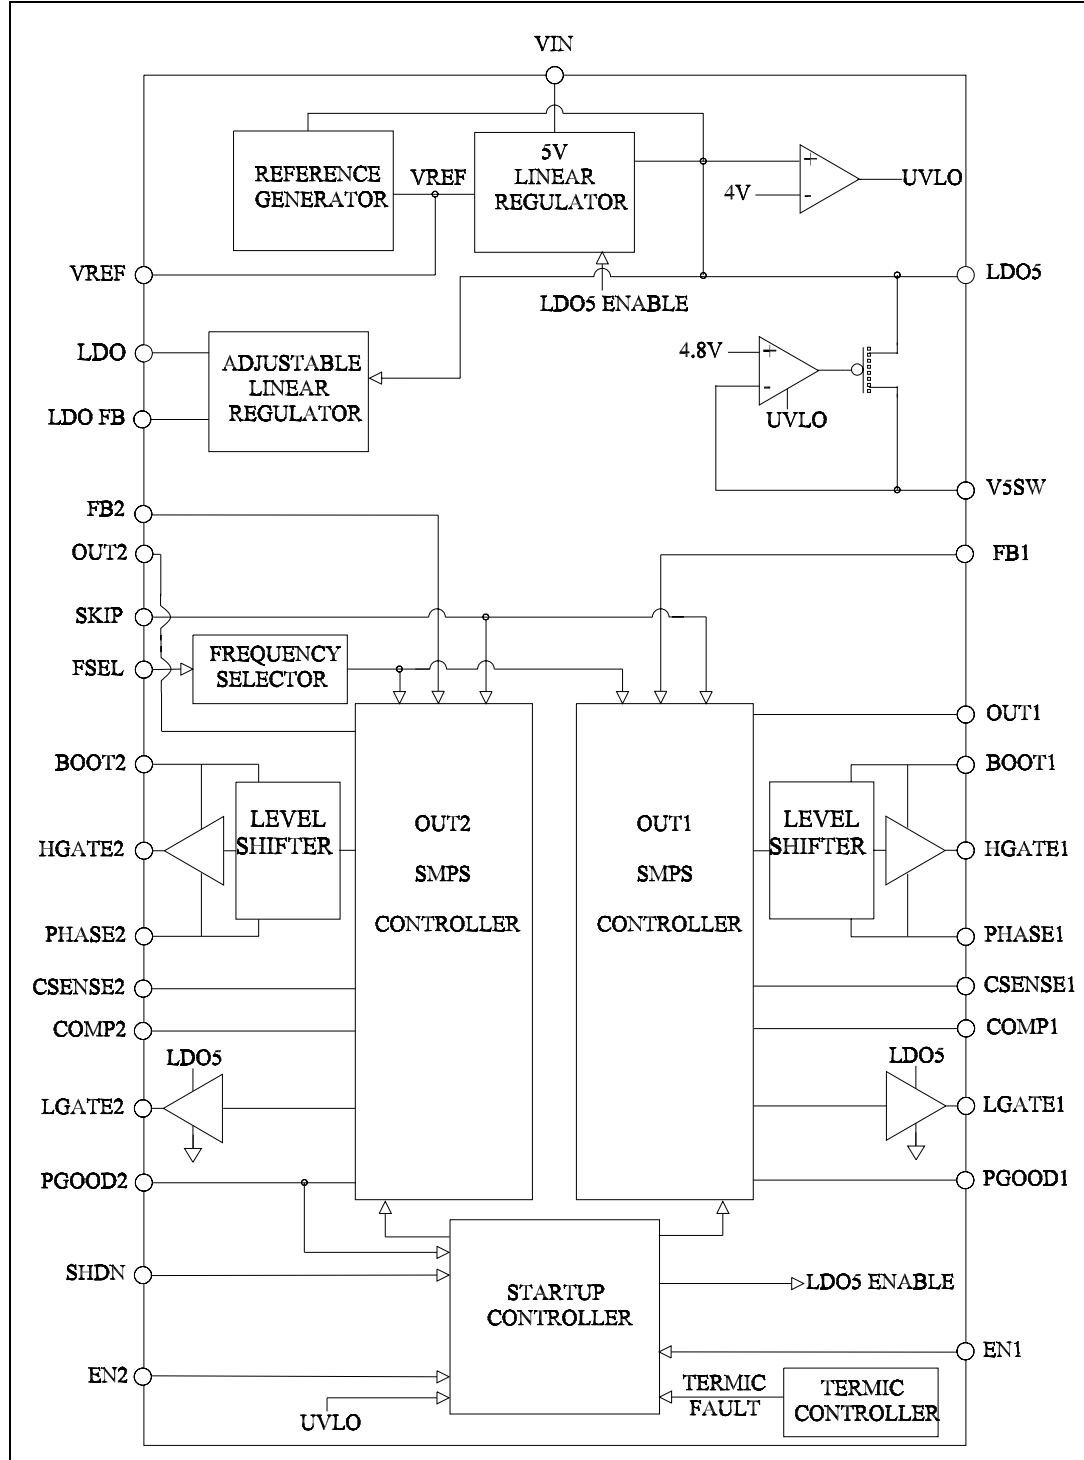 VIN
REFERENCE
GENERATOR
VREF
5V
LINEAR
REGULATOR
+
4V
-
UVLO
VREF
LDO5 ENABLE
LDO5
LDO
LDO FB
ADJUSTABLE
LINEAR
REGULATOR
4.8V
+
-
UVLO
V5SW
FB2
OUT2
FB1
SKIP
FSEL
FREQUENCY
SELECTOR
OUT1
BOOT2
BOOT1
LEVEL
SHIFTER
OUT2
SMPS
CONTROLLER
OUT1
SMPS
CONTROLLER
LEVEL
SHIFTER
HGATE2
HGATE1
PHASE2
PHASE1
CSENSE2
CSENSE1
COMP2
COMP1
LDO5
LDO5
LGATE2
LGATE1
PGOOD2
PGOOD1
SHDN
STARTUP
CONTROLLER
LDO5 ENABLE
EN2
EN1
UVLO
TERMIC
FAULT
TERMIC
CONTROLLER